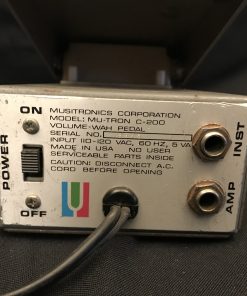 MUSITRONICS CORPORATION
MODEL: MU-TRON C-200
VOLUME-WAH PEDAL
SERIAL NO.
INPUT 110-120 VAC, 60 HZ, 5 VA
MADE IN USA NO USER
SERVICEABLE PARTS INSIDE
CAUTION: DISCONNECT A.C.
CORD BEFORE OPENING
ON
POWER
OFF
INST
AMP